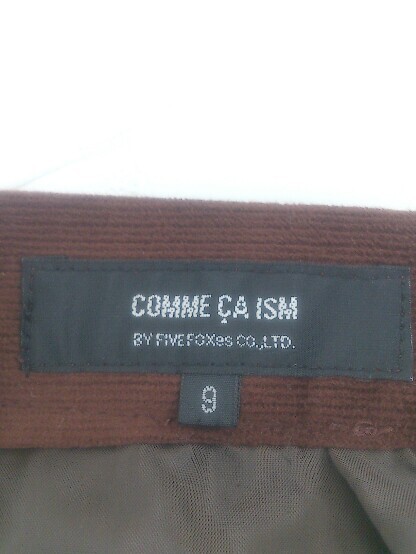 COMME ÇA ISM
BY FIVEFOXes CO.,LTD.
9